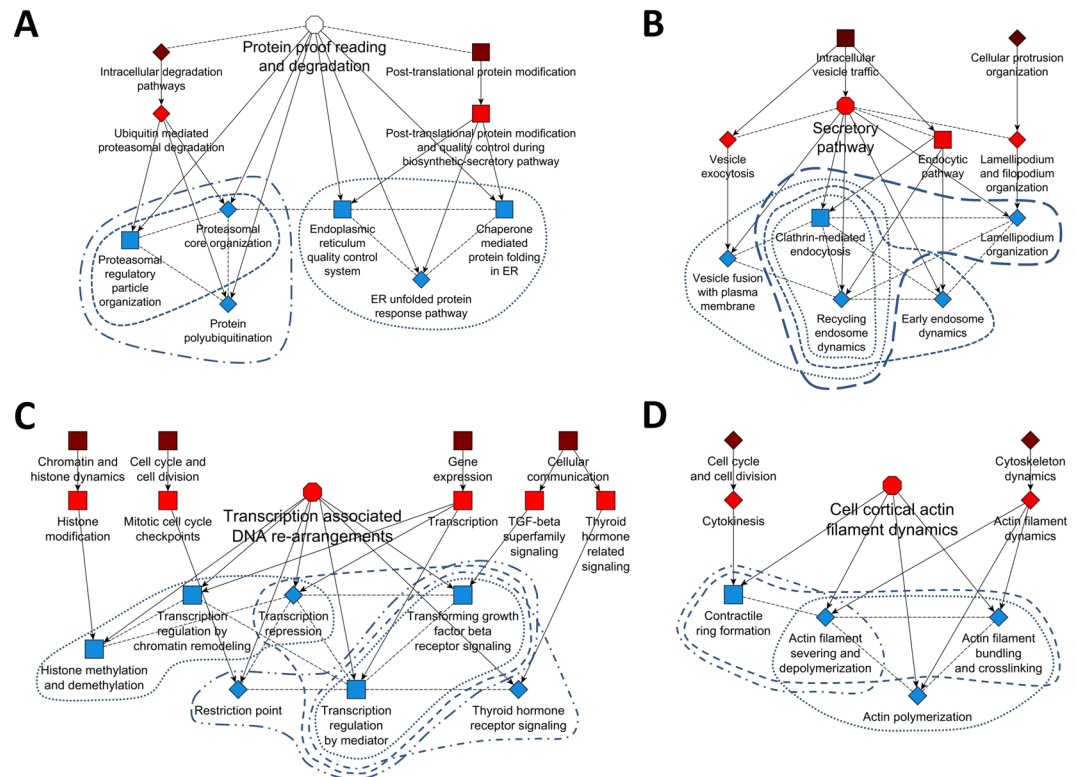 A
Protein proof reading
and degradation
Intracellular degradation
pathways
Post-translational protein modification
Ubiquitin mediated
proteasomal degradation
Post-translational protein modification
and quality control during
biosynthetic-secretory pathway
Proteasomal
core organization
Proteasomal
regulatory
particle
organization
Protein
polyubiquitination
Endoplasmic
reticulum
quality control
system
Chaperone
mediated
protein folding
in ER
ER unfolded protein
response pathway
B
Intracellular
vesicle traffic
Cellular protrusion
organization
Secretory
pathway
Vesicle
exocytosis
Endocytic
pathway
Lamellipodium
and filopodium
organization
Clathrin-mediated
endocytosis
Lamellipodium
organization
Vesicle fusion
with plasma
membrane
Recycling
endosome
dynamics
Early endosome
dynamics
C
Chromatin and
histone dynamics
Cell cycle and
cell division
Gene
expression
Cellular
communication
Histone
modification
Mitotic cell cycle
checkpoints
Transcription associated
DNA re-arrangements
Transcription
TGF-beta
superfamily
signaling
Thyroid
hormone
related
signaling
Transcription
regulation by
chromatin remodeling
Transcription
repression
Transforming growth
factor beta
receptor signaling
Histone methylation
and demethylation
Restriction point
Transcription
regulation
by mediator
Thyroid hormone
receptor signaling
D
Cell cycle
and cell division
Cytoskeleton
dynamics
Cytokinesis
Cell cortical actin
filament dynamics
Actin filament
dynamics
Contractile
ring formation
Actin filament
severing and
depolymerization
Actin filament
bundling
and crosslinking
Actin polymerization